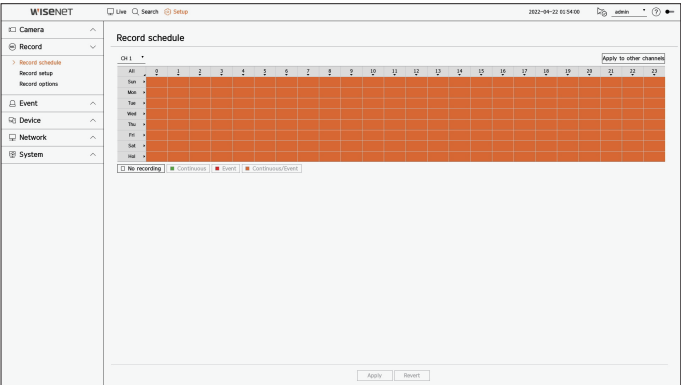 WISENET
Live Search Setup
2022-04-22 01:54:00 admin ?
Camera
Record
Record schedule
Record setup
Record options
Event
Device
Network
System
Record schedule
CH 1
Apply to other channels
All 0 1 2 3 4 5 6 7 8 9 10 11 12 13 14 15 16 17 18 19 20 21 22 23
Sun
Mon
Tue
Wed
Thu
Fri
Sat
Hol
No recording Continuous Event Continuous/Event
Apply Revert